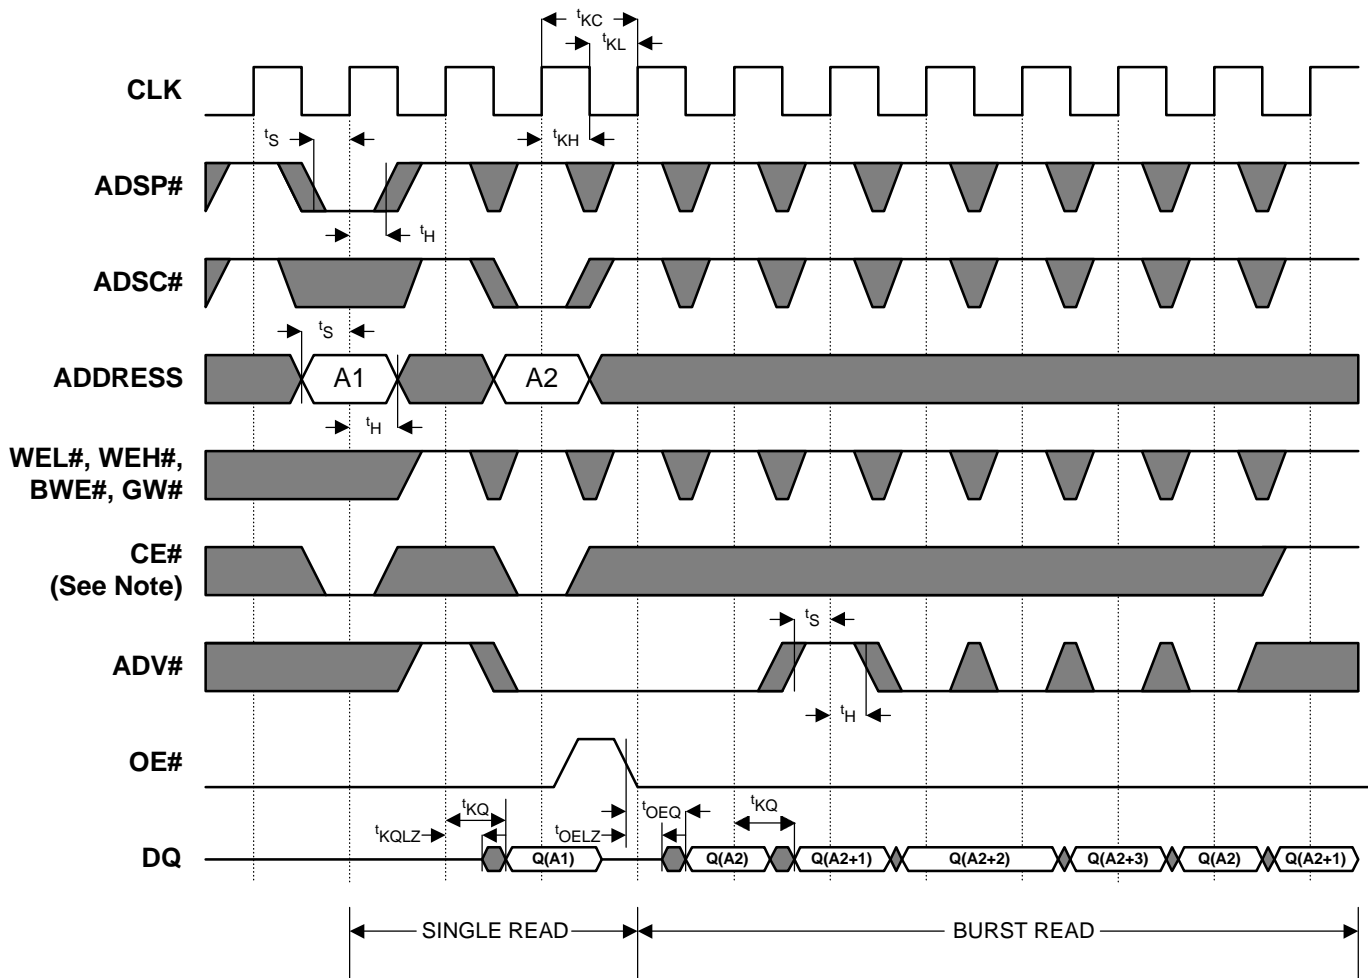 tKC
tKL
CLK
tS
tKH
ADSP#
tH
ADSC#
tS
ADDRESS
A1
A2
tH
WEL#, WEH#,
BWE#, GW#
CE#
(See Note)
tS
ADV#
tH
OE#
tKQ
tOEQ
tKQ
tKQLZ
tOELZ
DQ
Q(A1)
Q(A2)
Q(A2+1)
Q(A2+2)
Q(A2+3)
Q(A2)
Q(A2+1)
SINGLE READ
BURST READ